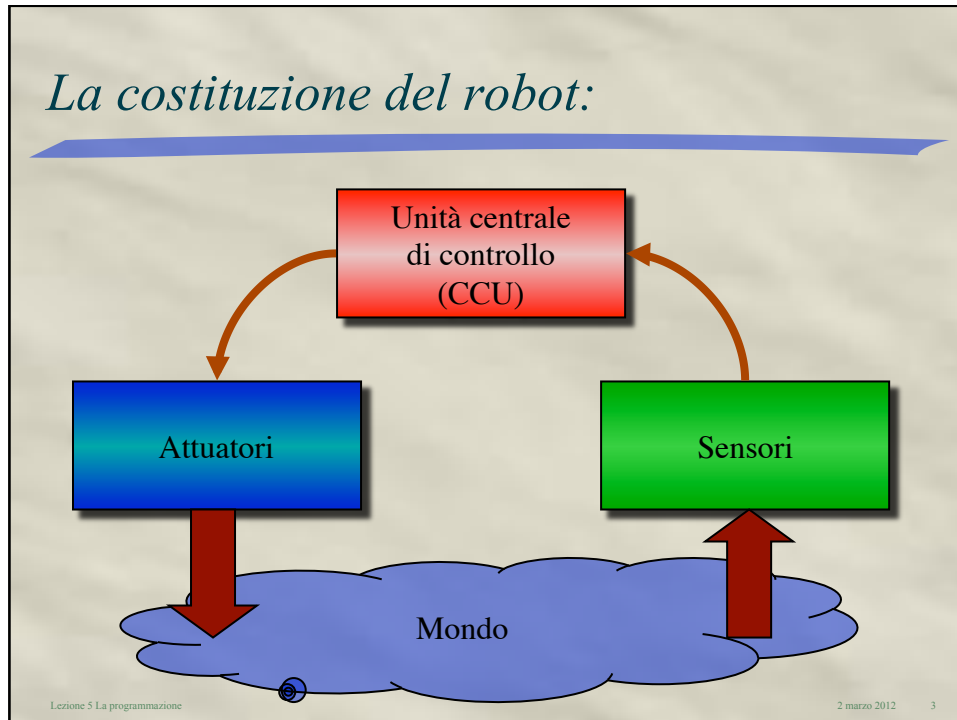 La costituzione del robot:
Unità centrale
di controllo
(CCU)
Attuatori
Sensori
Mondo
Lezione 5 La programmazione
2 marzo 2012
3